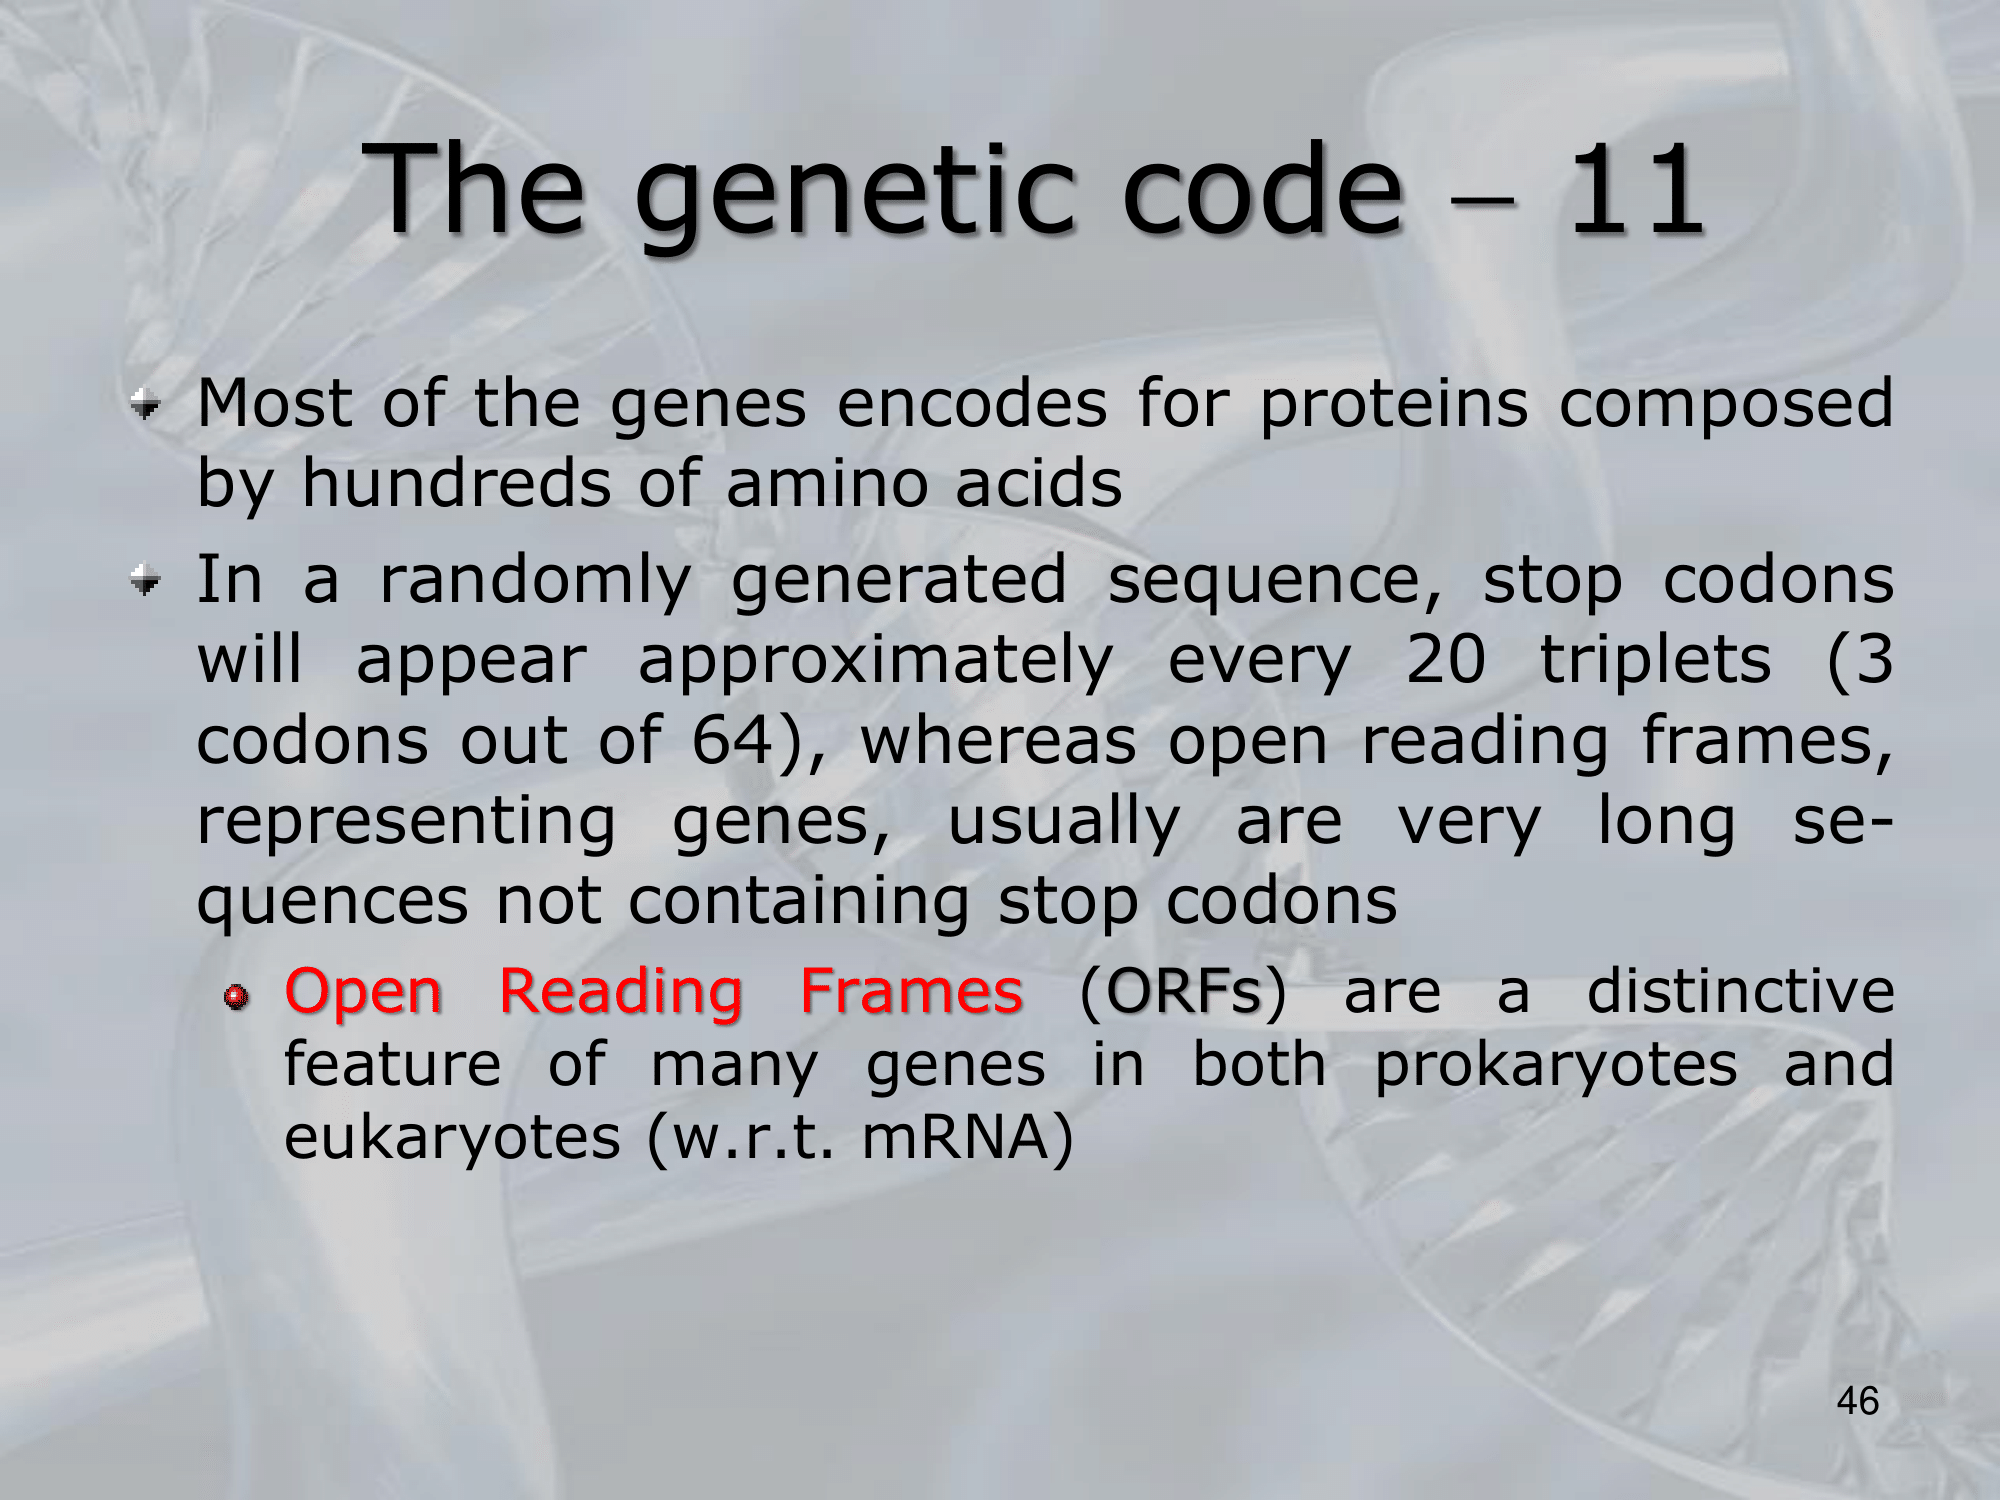 The genetic code – 11
Most of the genes encodes for proteins composed
by hundreds of amino acids
In a randomly generated sequence, stop codons
will appear approximately every 20 triplets (3
codons out of 64), whereas open reading frames,
representing genes, usually are very long se-
quences not containing stop codons
Open Reading Frames (ORFs) are a distinctive
feature of many genes in both prokaryotes and
eukaryotes (w.r.t. mRNA)
46